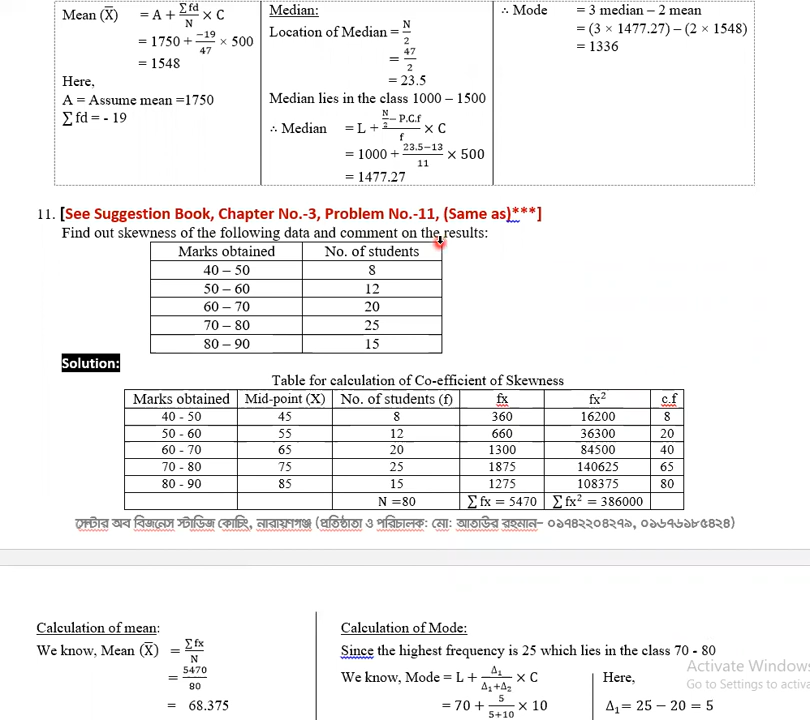 Mean (X̄) = A + Σfd/N × C
= 1750 + −19/47 × 500
= 1548
Here,
A = Assume mean =1750
∑ fd = - 19
Median:
Location of Median = N/2
= 47/2
= 23.5
Median lies in the class 1000 – 1500
∴ Median = L + (N/2 − P.C.f)/f × C
= 1000 + (23.5−13)/11 × 500
= 1477.27
∴ Mode = 3 median – 2 mean
= (3 × 1477.27) – (2 × 1548)
= 1336
11. [See Suggestion Book, Chapter No.-3, Problem No.-11, (Same as)***]
Find out skewness of the following data and comment on the results:
Marks obtained No. of students
40 – 50 8
50 – 60 12
60 – 70 20
70 – 80 25
80 – 90 15
Solution:
Table for calculation of Co-efficient of Skewness
Marks obtained Mid-point (X) No. of students (f) fx fx² c.f
40 - 50 45 8 360 16200 8
50 - 60 55 12 660 36300 20
60 - 70 65 20 1300 84500 40
70 - 80 75 25 1875 140625 65
80 - 90 85 15 1275 108375 80
N =80 ∑ fx = 5470 ∑ fx² = 386000
সেন্টার অব বিজনেস স্টাডিজ কোচিং, নারায়ণগঞ্জ (প্রতিষ্ঠাতা ও পরিচালক: মো: আতাউর রহমান– ০১৭৪২২০৪২৭৯, ০১৬৭৬১৮৫৪২৪)
Calculation of mean:
We know, Mean (X̄) = ∑ fx/N
= 5470/80
= 68.375
Calculation of Mode:
Since the highest frequency is 25 which lies in the class 70 - 80
We know, Mode = L + Δ₁/(Δ₁+Δ₂) × C
= 70 + 5/(5+10) × 10
Here,
Δ₁= 25 − 20 = 5
Activate Windows
Go to Settings to activa